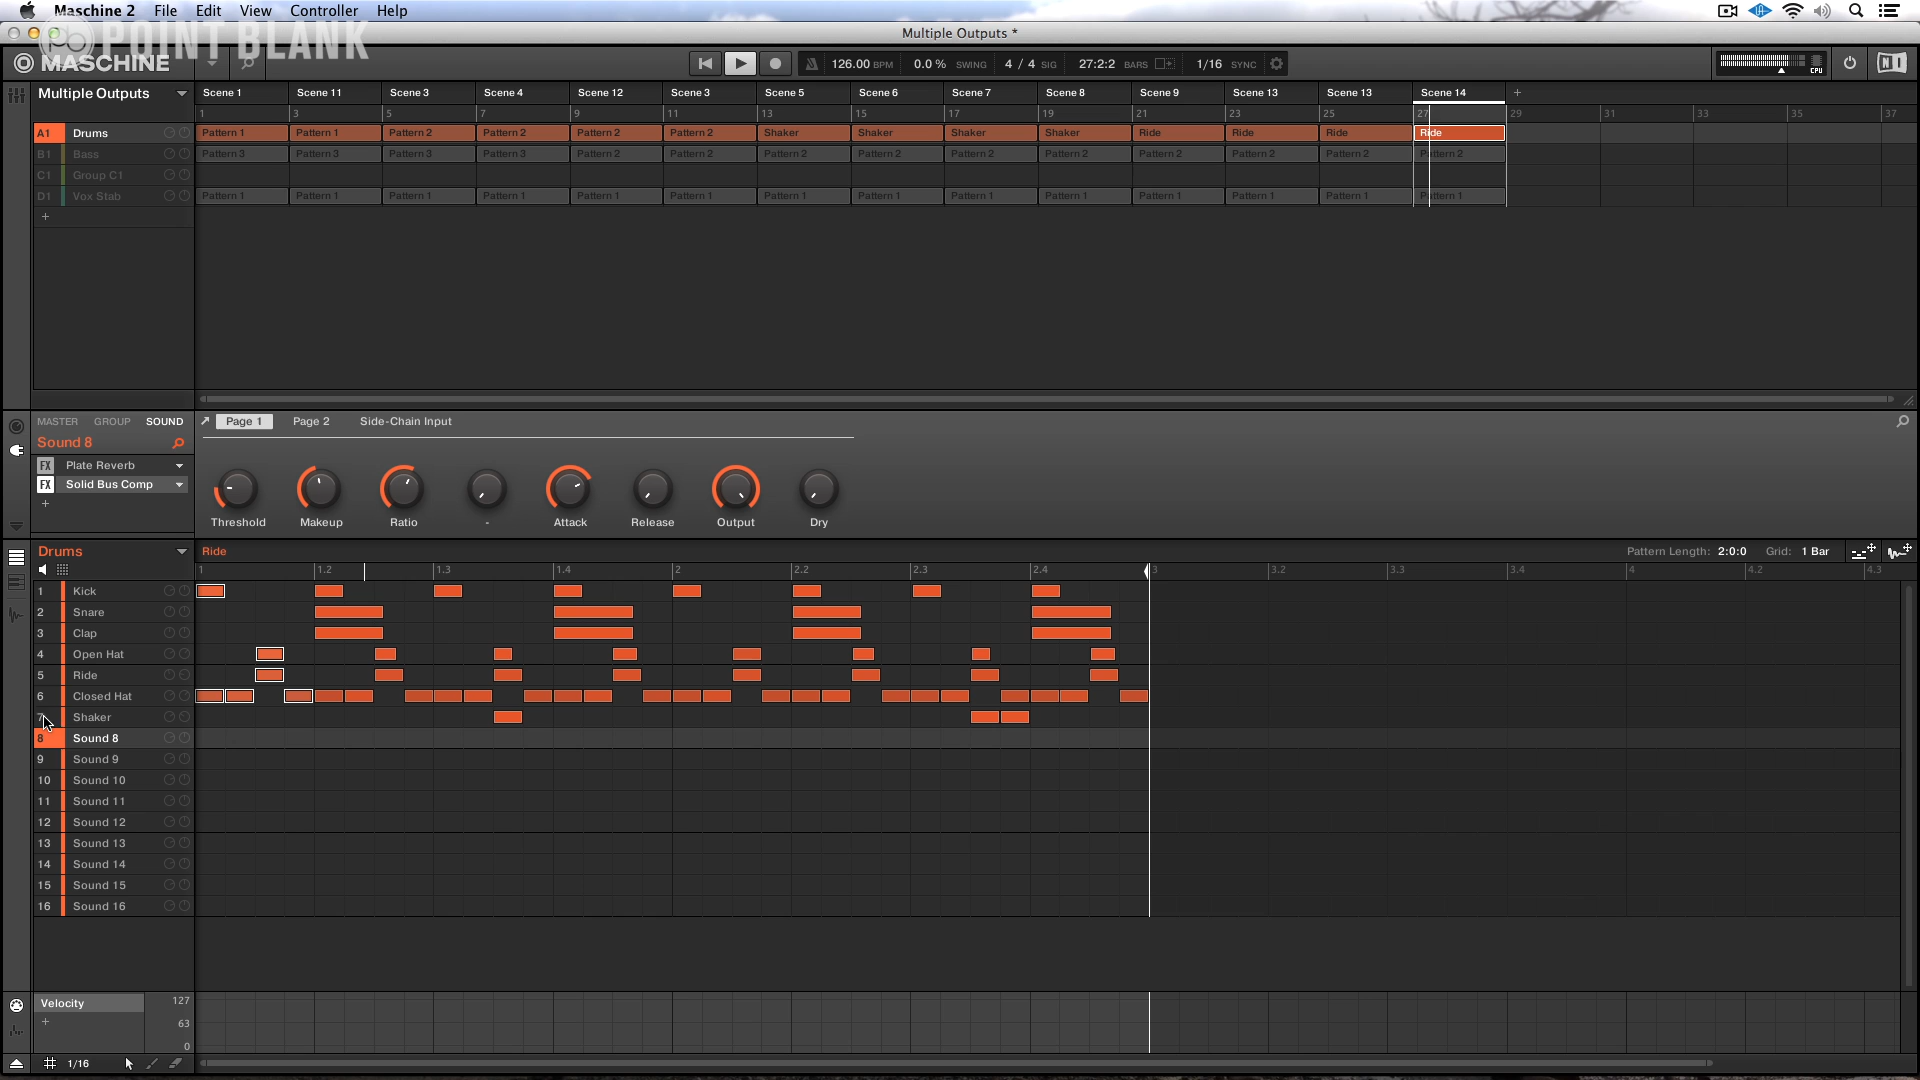 Maschine 2 File Edit View Controller Help
POINT BLANK
Multiple Outputs *
MASCHINE
126.00 BPM 0.0 % SWING 4 / 4 SIG 27:2:2 BARS 1/16 SYNC
CPU
Multiple Outputs
Scene 1 Scene 11 Scene 3 Scene 4 Scene 12 Scene 3 Scene 5 Scene 6 Scene 7 Scene 8 Scene 9 Scene 13 Scene 13 Scene 14 +
1 3 5 7 9 11 13 15 17 19 21 23 25 27 29 31 33 35 37
A1 Drums Pattern 1 Pattern 1 Pattern 2 Pattern 2 Pattern 2 Pattern 2 Shaker Shaker Shaker Shaker Ride Ride Ride Ride
B1 Bass Pattern 3 Pattern 3 Pattern 3 Pattern 3 Pattern 2 Pattern 2 Pattern 2 Pattern 2 Pattern 2 Pattern 2 Pattern 2 Pattern 2 Pattern 2 Pattern 2
C1 Group C1
D1 Vox Stab Pattern 1 Pattern 1 Pattern 1 Pattern 1 Pattern 1 Pattern 1 Pattern 1 Pattern 1 Pattern 1 Pattern 1 Pattern 1 Pattern 1 Pattern 1 Pattern 1
+
MASTER GROUP SOUND Page 1 Page 2 Side-Chain Input
Sound 8
FX Plate Reverb
FX Solid Bus Comp
+
Threshold Makeup Ratio - Attack Release Output Dry
Drums Ride Pattern Length: 2:0:0 Grid: 1 Bar
1 1.2 1.3 1.4 2 2.2 2.3 2.4 3 3.2 3.3 3.4 4 4.2 4.3
1 Kick
2 Snare
3 Clap
4 Open Hat
5 Ride
6 Closed Hat
7 Shaker
8 Sound 8
9 Sound 9
10 Sound 10
11 Sound 11
12 Sound 12
13 Sound 13
14 Sound 14
15 Sound 15
16 Sound 16
Velocity 127
+ 63
0
1/16